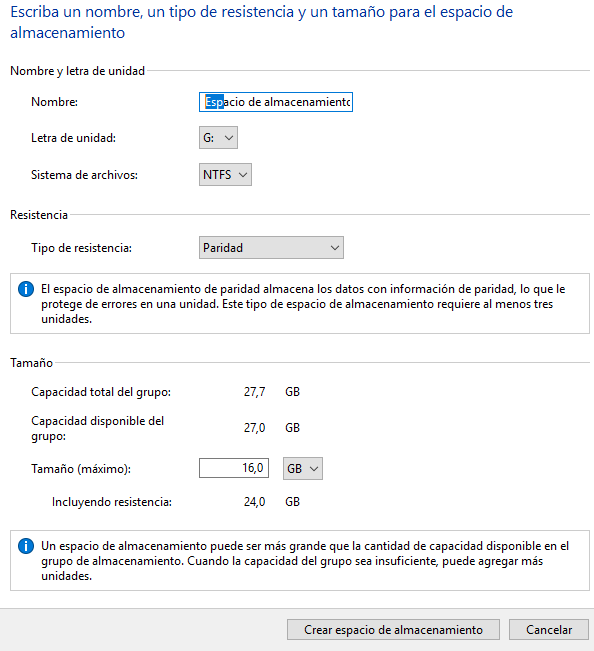 Escriba un nombre, un tipo de resistencia y un tamaño para el espacio de
almacenamiento
Nombre y letra de unidad
Nombre: Espacio de almacenamiento
Letra de unidad: G:
Sistema de archivos: NTFS
Resistencia
Tipo de resistencia: Paridad
El espacio de almacenamiento de paridad almacena los datos con información de paridad, lo que le
protege de errores en una unidad. Este tipo de espacio de almacenamiento requiere al menos tres
unidades.
Tamaño
Capacidad total del grupo: 27,7 GB
Capacidad disponible del
grupo: 27,0 GB
Tamaño (máximo): 16,0 GB
Incluyendo resistencia: 24,0 GB
Un espacio de almacenamiento puede ser más grande que la cantidad de capacidad disponible en el
grupo de almacenamiento. Cuando la capacidad del grupo sea insuficiente, puede agregar más
unidades.
Crear espacio de almacenamiento Cancelar